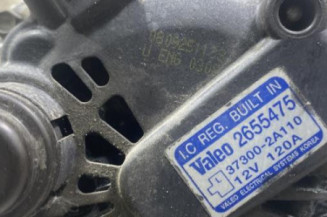 I.C REG. BUILT IN
Valeo 2655475
37300-2A110
12V 120A
VALEO ELECTRICAL SYSTEMS KOREA